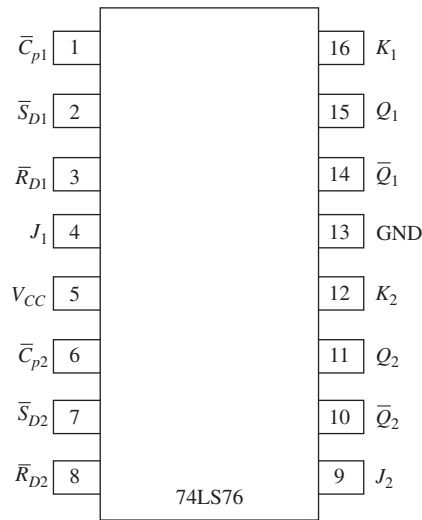 C̄p1 1 16 K1
S̄D1 2 15 Q1
R̄D1 3 14 Q̄1
J1 4 13 GND
VCC 5 12 K2
C̄p2 6 11 Q2
S̄D2 7 10 Q̄2
R̄D2 8 9 J2
74LS76